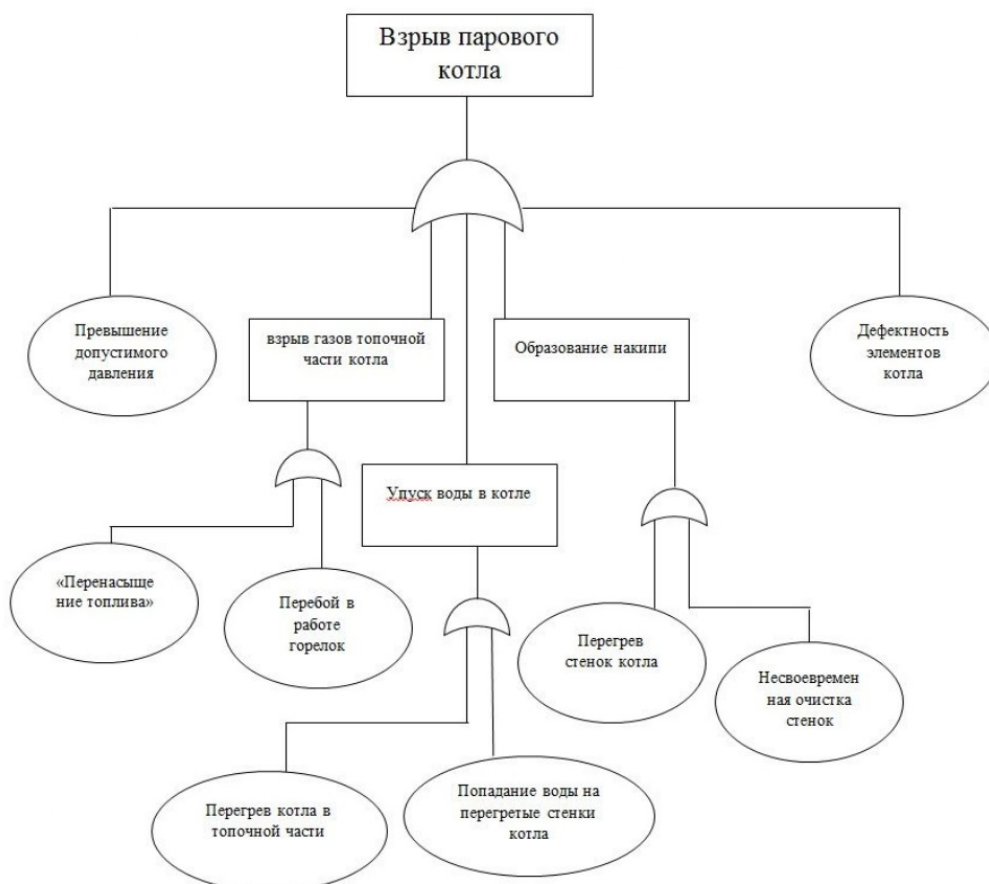 Взрыв парового
котла
Превышение
допустимого
давления
взрыв газов топочной
части котла
Образование накипи
Дефектность
элементов
котла
Упуск воды в котле
«Перенасыще
ние топлива»
Перебой в
работе
горелок
Перегрев
стенок котла
Несвоевремен
ная очистка
стенок
Перегрев котла в
топочной части
Попадание воды на
перегретые стенки
котла